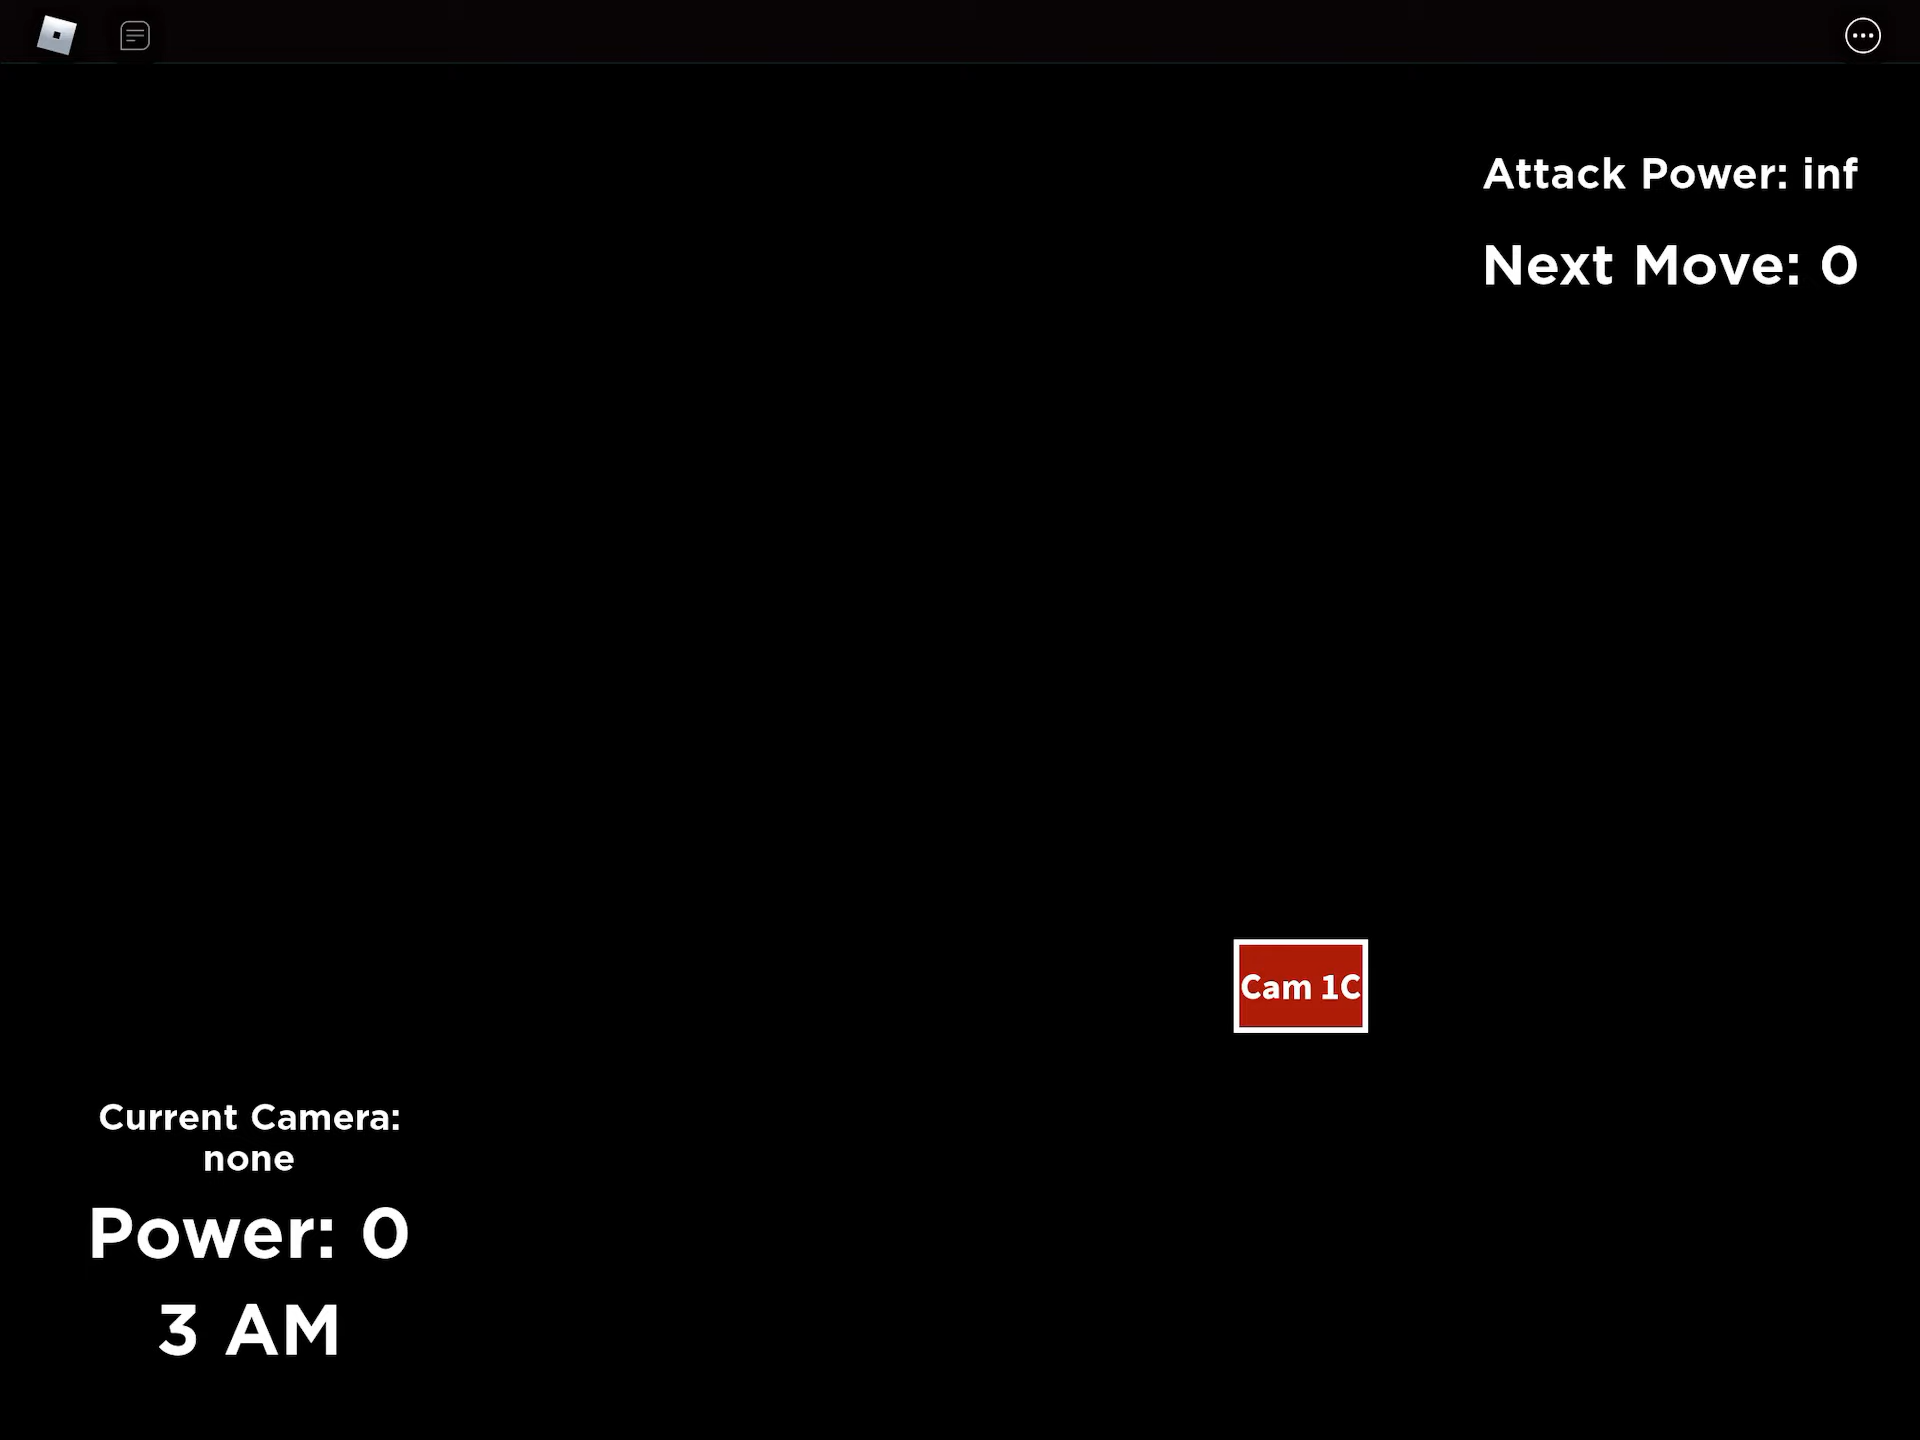 Attack Power: inf
Next Move: 0
Cam 1C
Current Camera:
none
Power: 0
3 AM